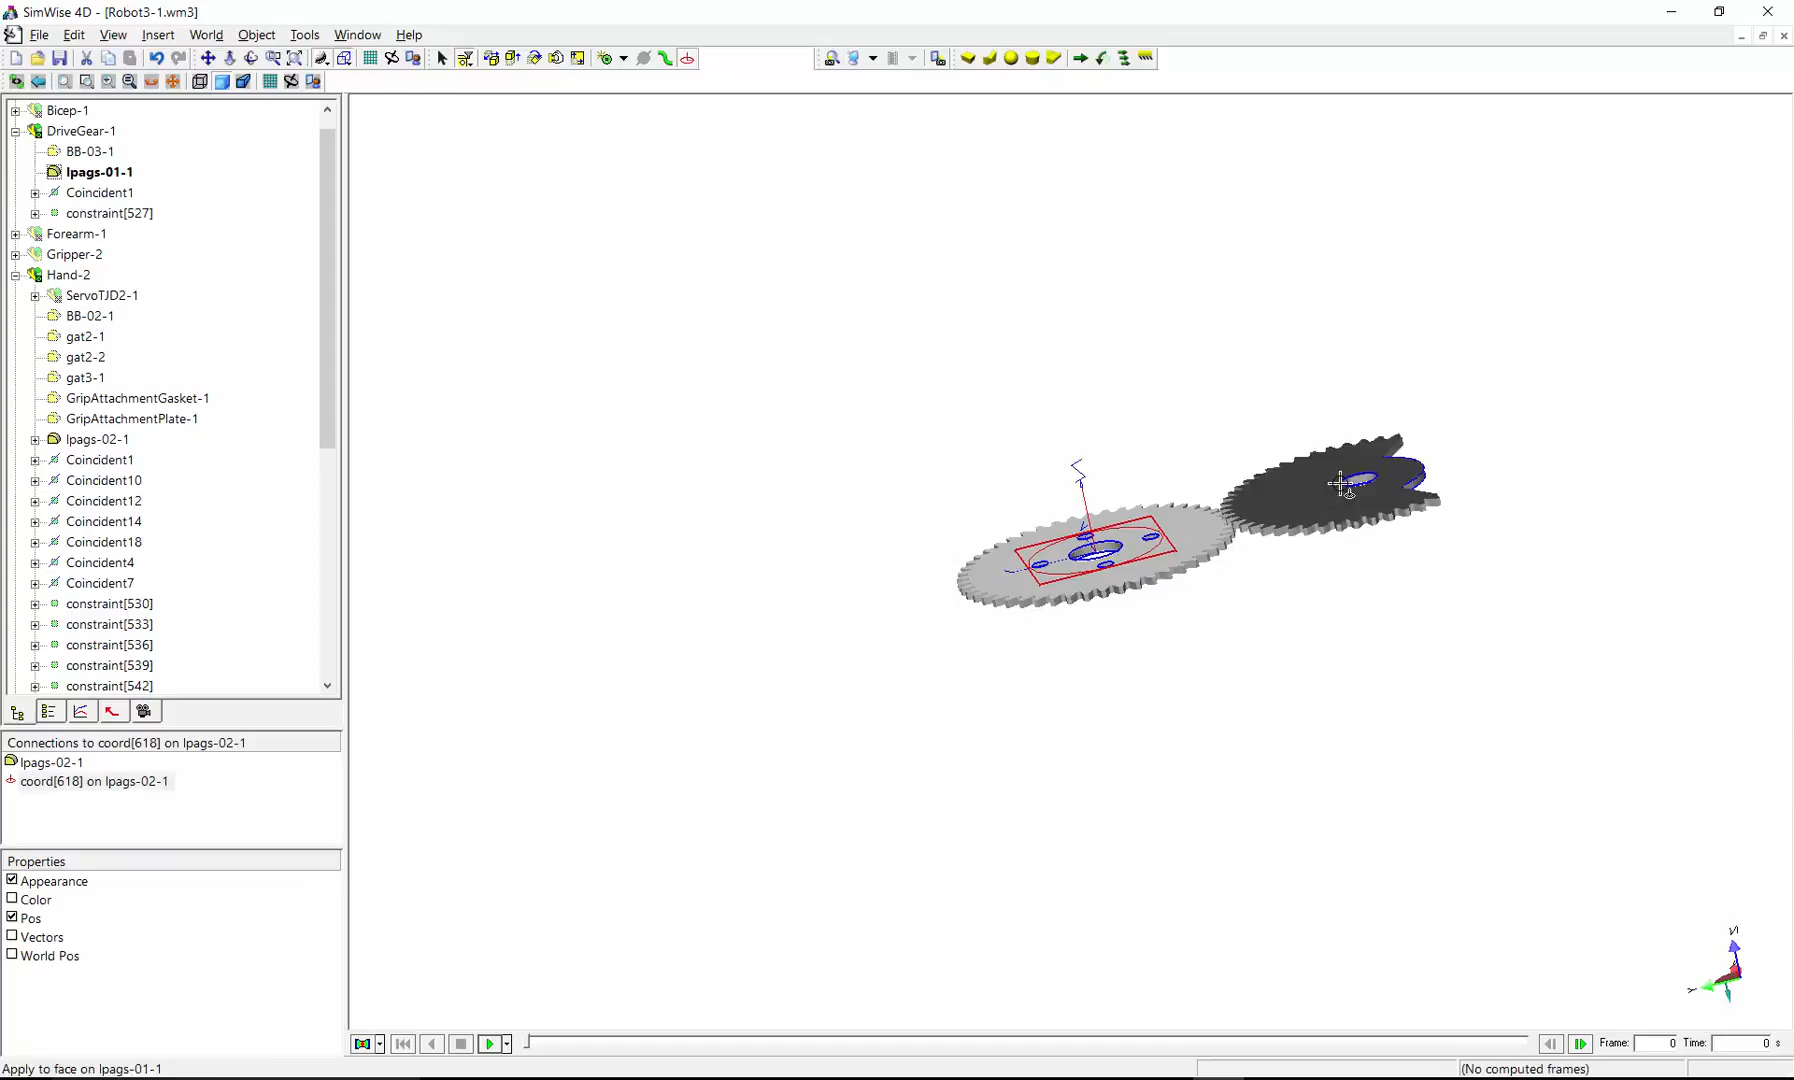 SimWise 4D - [Robot3-1.wm3]
File Edit View Insert World Object Tools Window Help
Bicep-1
DriveGear-1
BB-03-1
lpags-01-1
Coincident1
constraint[527]
Forearm-1
Gripper-2
Hand-2
ServoTJD2-1
BB-02-1
gat2-1
gat2-2
gat3-1
GripAttachmentGasket-1
GripAttachmentPlate-1
lpags-02-1
Coincident1
Coincident10
Coincident12
Coincident14
Coincident18
Coincident4
Coincident7
constraint[530]
constraint[533]
constraint[536]
constraint[539]
constraint[542]
Connections to coord[618] on lpags-02-1
lpags-02-1
coord[618] on lpags-02-1
Properties
Appearance
Color
Pos
Vectors
World Pos
Frame: 0 Time: 0 s
Apply to face on lpags-01-1
(No computed frames)